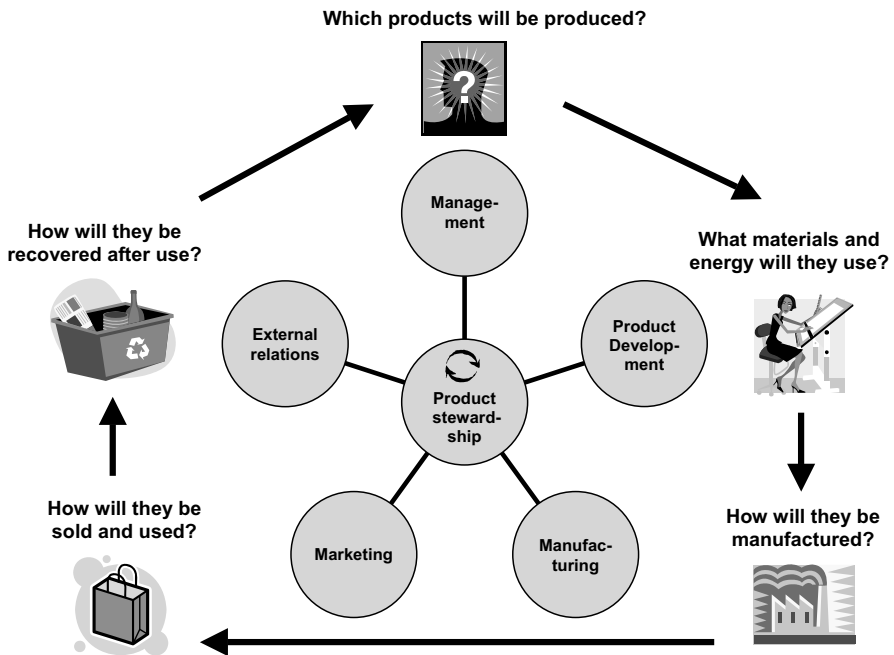 Which products will be produced?
?
Manage-
ment
How will they be
recovered after use?
What materials and
energy will they use?
External
relations
Product
Develop-
ment
Product
steward-
ship
How will they be
sold and used?
How will they be
manufactured?
Marketing
Manufac-
turing